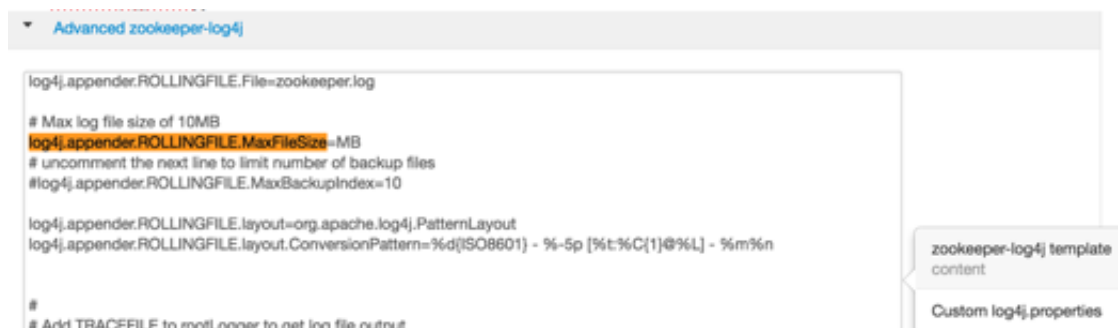 Advanced zookeeper-log4j
log4j.appender.ROLLINGFILE.File=zookeeper.log
# Max log file size of 10MB
log4j.appender.ROLLINGFILE.MaxFileSize=MB
# uncomment the next line to limit number of backup files
#log4j.appender.ROLLINGFILE.MaxBackupIndex=10
log4j.appender.ROLLINGFILE.layout=org.apache.log4j.PatternLayout
log4j.appender.ROLLINGFILE.layout.ConversionPattern=%d{ISO8601} - %-5p [%t:%C{1}@%L] - %m%n
zookeeper-log4j template
content
#
Custom log4j.properties
# Add TRACEFILE to rootLogger to get log file output